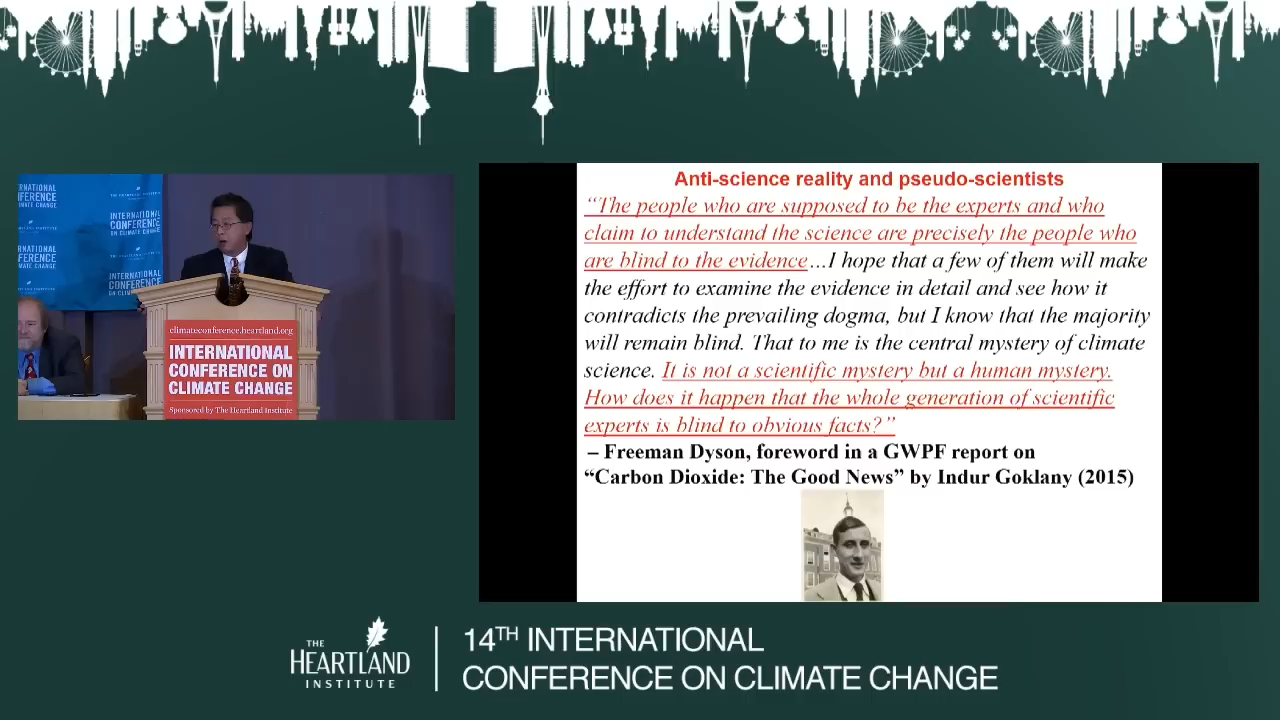 Anti-science reality and pseudo-scientists
“The people who are supposed to be the experts and who
claim to understand the science are precisely the people who
are blind to the evidence…I hope that a few of them will make
the effort to examine the evidence in detail and see how it
contradicts the prevailing dogma, but I know that the majority
will remain blind. That to me is the central mystery of climate
science. It is not a scientific mystery but a human mystery.
How does it happen that the whole generation of scientific
experts is blind to obvious facts?”
– Freeman Dyson, foreword in a GWPF report on
“Carbon Dioxide: The Good News” by Indur Goklany (2015)
INTERNATIONAL
CONFERENCE
ON CLIMATE CHANGE
climateconference.heartland.org
INTERNATIONAL
CONFERENCE ON
CLIMATE CHANGE
Sponsored by The Heartland Institute
THE
HEARTLAND
INSTITUTE
14TH INTERNATIONAL
CONFERENCE ON CLIMATE CHANGE